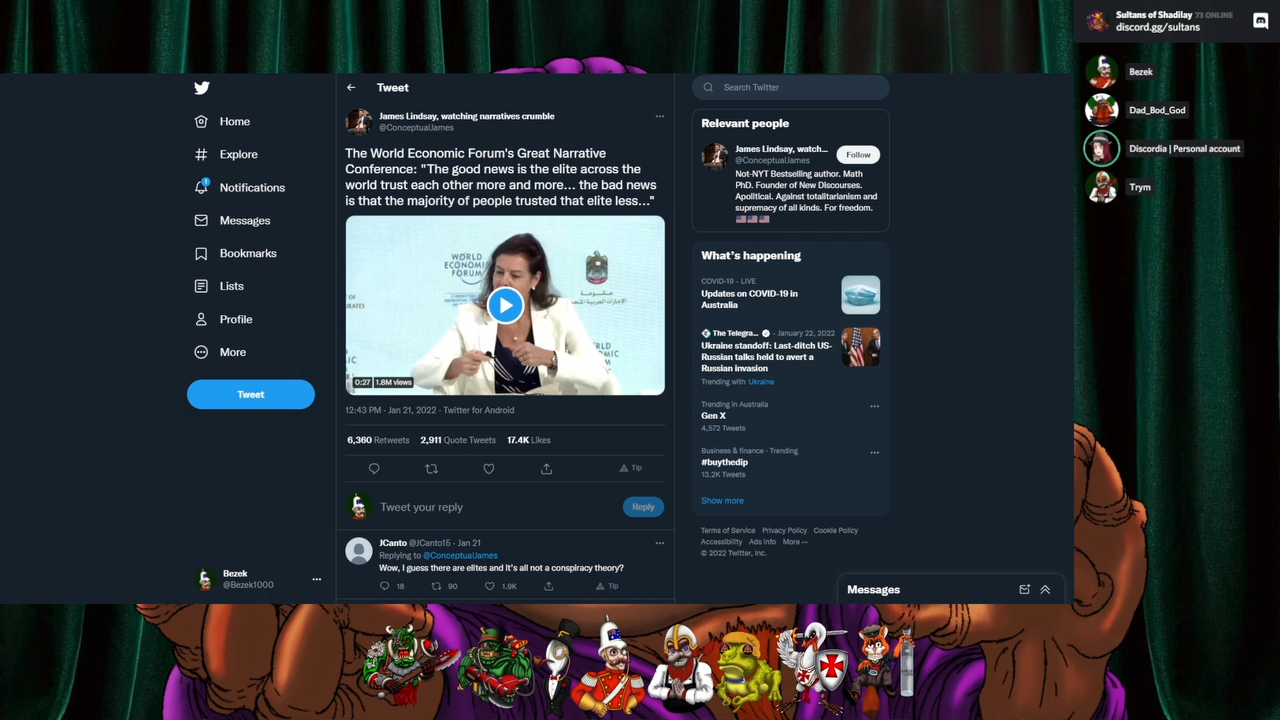 Sultans of Shadilay 73 ONLINE
discord.gg/sultans
Bezek
Dad_Bod_God
Discordia | Personal account
Trym
Home
Explore
1
Notifications
Messages
Bookmarks
Lists
Profile
More
Tweet
Bezek
@Bezek1000
Tweet
James Lindsay, watching narratives crumble
@ConceptualJames
The World Economic Forum's Great Narrative
Conference: "The good news is the elite across the
world trust each other more and more... the bad news
is that the majority of people trusted that elite less..."
WORLD
ECONOMIC
FORUM
0:27 1.8M views
12:43 PM · Jan 21, 2022 · Twitter for Android
6,360 Retweets 2,911 Quote Tweets 17.4K Likes
Tip
Tweet your reply
Reply
JCanto @JCanto15 · Jan 21
Replying to @ConceptualJames
Wow, I guess there are elites and it's all not a conspiracy theory?
18 90 1.9K Tip
Search Twitter
Relevant people
James Lindsay, watch...
@ConceptualJames
Follow
Not-NYT Bestselling author. Math
PhD. Founder of New Discourses.
Apolitical. Against totalitarianism and
supremacy of all kinds. For freedom.
What's happening
COVID-19 · LIVE
Updates on COVID-19 in
Australia
The Telegra... · January 22, 2022
Ukraine standoff: Last-ditch US-
Russian talks held to avert a
Russian invasion
Trending with Ukraine
Trending in Australia
Gen X
4,572 Tweets
Business & finance · Trending
#buythedip
13.2K Tweets
Show more
Terms of Service Privacy Policy Cookie Policy
Accessibility Ads info More ···
© 2022 Twitter, Inc.
Messages